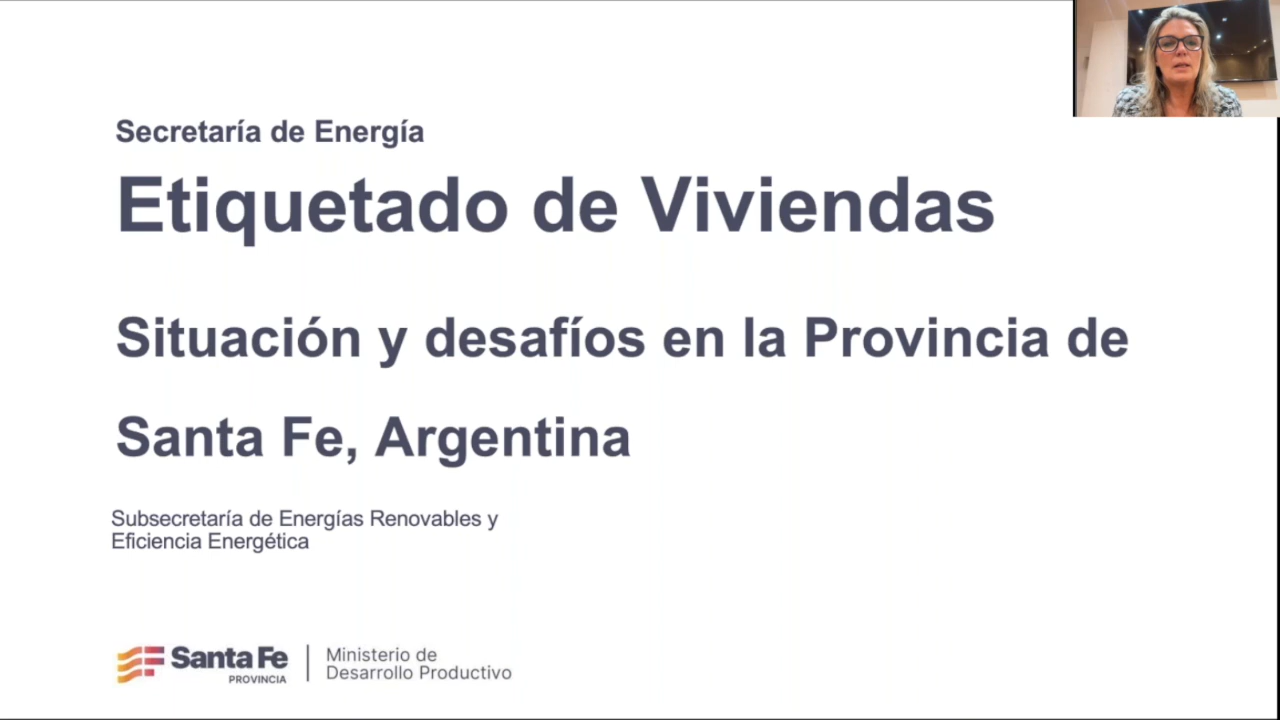 Secretaría de Energía
Etiquetado de Viviendas
Situación y desafíos en la Provincia de
Santa Fe, Argentina
Subsecretaría de Energías Renovables y
Eficiencia Energética
Santa Fe
PROVINCIA
Ministerio de
Desarrollo Productivo